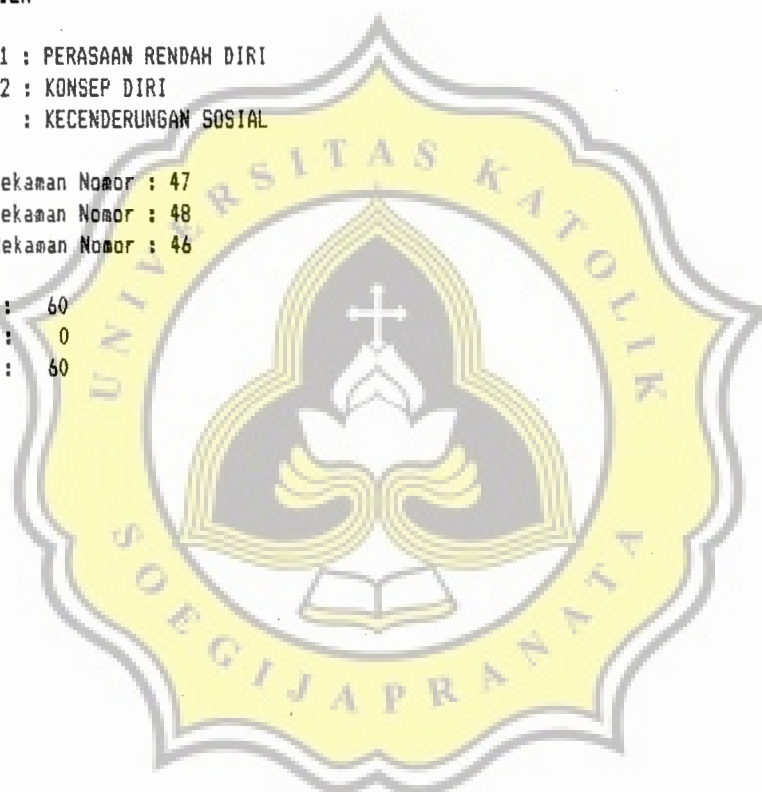 1 : PERASAAN RENDAH DIRI
2 : KONSEP DIRI
: KECENDERUNGAN SOSIAL
ekaman Nomor : 47
ekaman Nomor : 48
ekaman Nomor : 46
: 60
: 0
: 60
UNIVERSITAS KATOLIK
SOEGIJAPRANATA